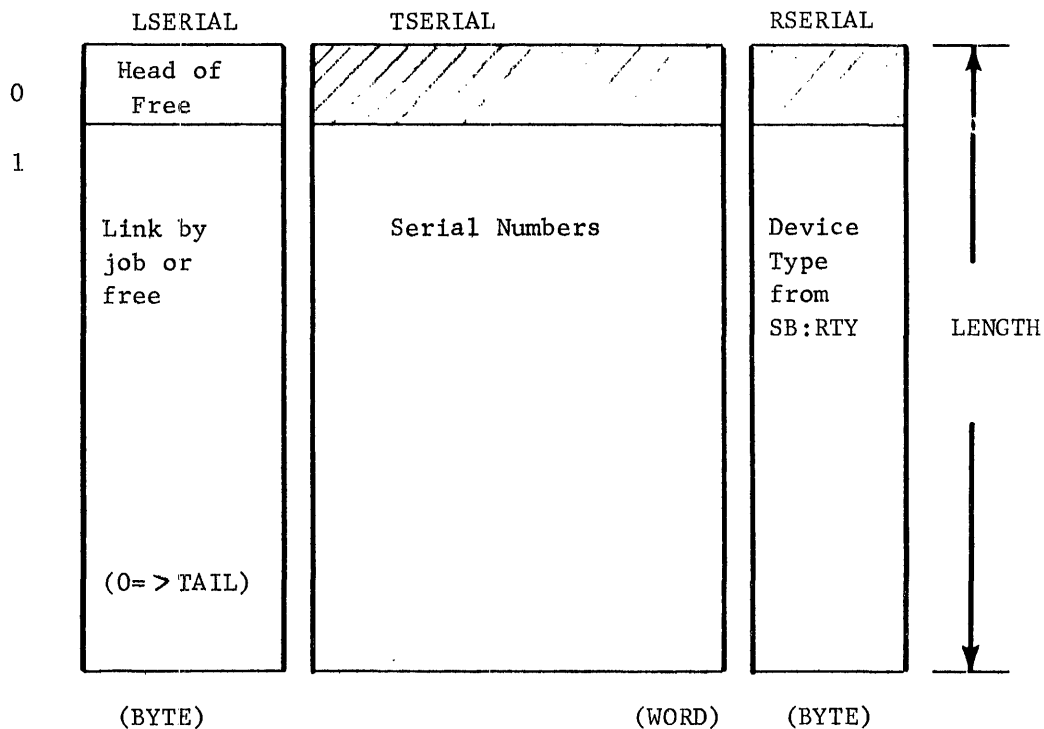 LSERIAL TSERIAL RSERIAL
0 Head of
Free
1
Link by
job or
free
Serial Numbers
Device
Type
from
SB:RTY
LENGTH
(0=> TAIL)
(BYTE) (WORD) (BYTE)